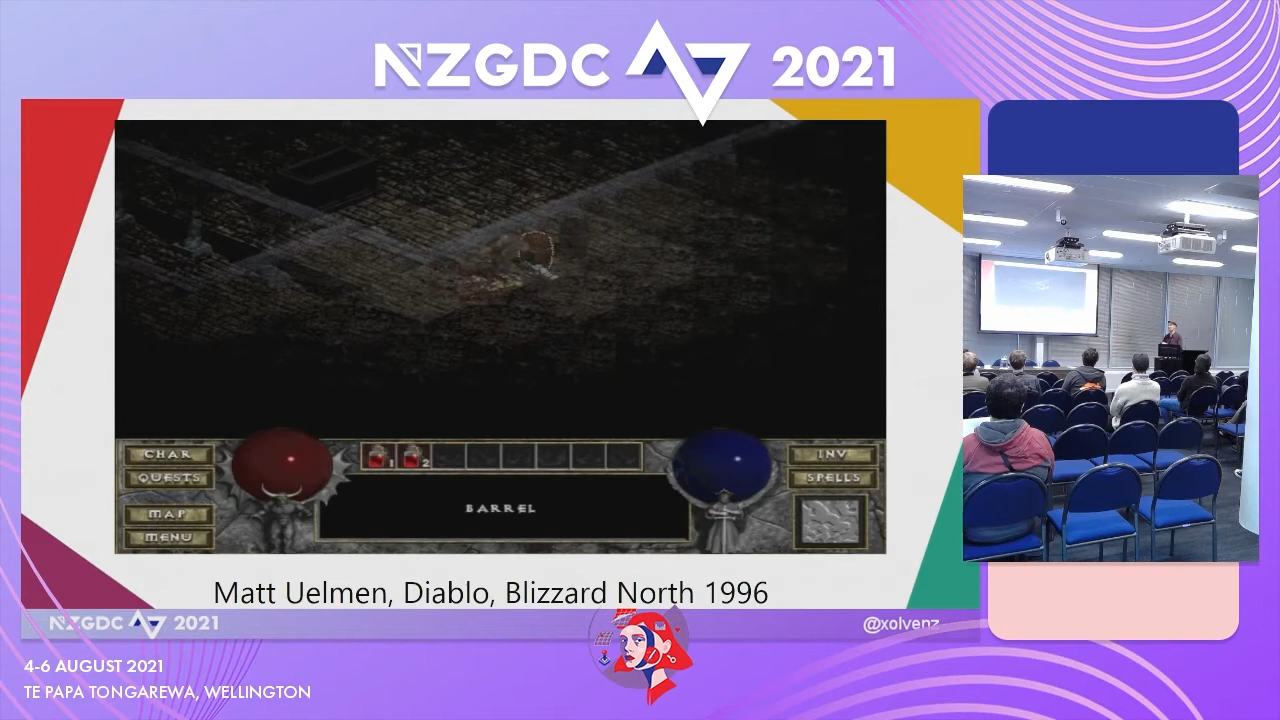 NZGDC 2021
CHAR
QUESTS
MAP
MENU
1 2
BARREL
INV
SPELLS
Matt Uelmen, Diablo, Blizzard North 1996
NZGDC 2021
@xolvenz
4-6 AUGUST 2021
TE PAPA TONGAREWA, WELLINGTON